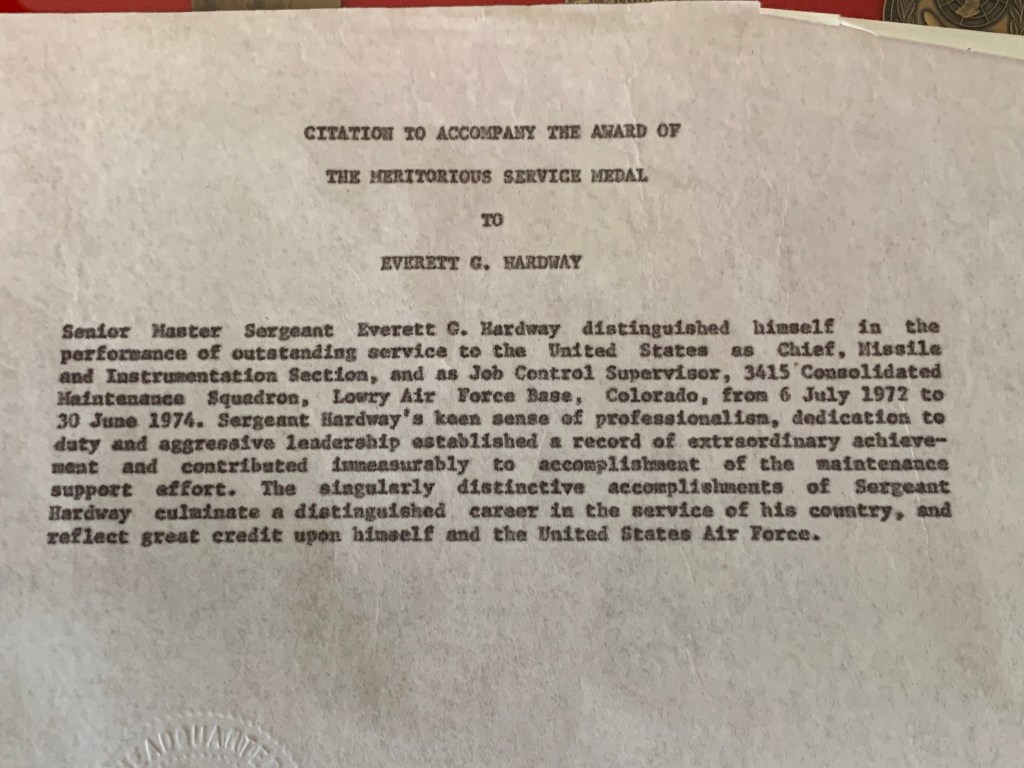 CITATION TO ACCOMPANY THE AWARD OF
THE MERITORIOUS SERVICE MEDAL
TO
EVERETT G. HARDWAY
Senior Master Sergeant Everett G. Hardway distinguished himself in the
performance of outstanding service to the United States as Chief, Missile
and Instrumentation Section, and as Job Control Supervisor, 3415 Consolidated
Maintenance Squadron, Lowry Air Force Base, Colorado, from 6 July 1972 to
30 June 1974. Sergeant Hardway's keen sense of professionalism, dedication to
duty and aggressive leadership established a record of extraordinary achieve-
ment and contributed immeasurably to accomplishment of the maintenance
support effort. The singularly distinctive accomplishments of Sergeant
Hardway culminate a distinguished career in the service of his country, and
reflect great credit upon himself and the United States Air Force.